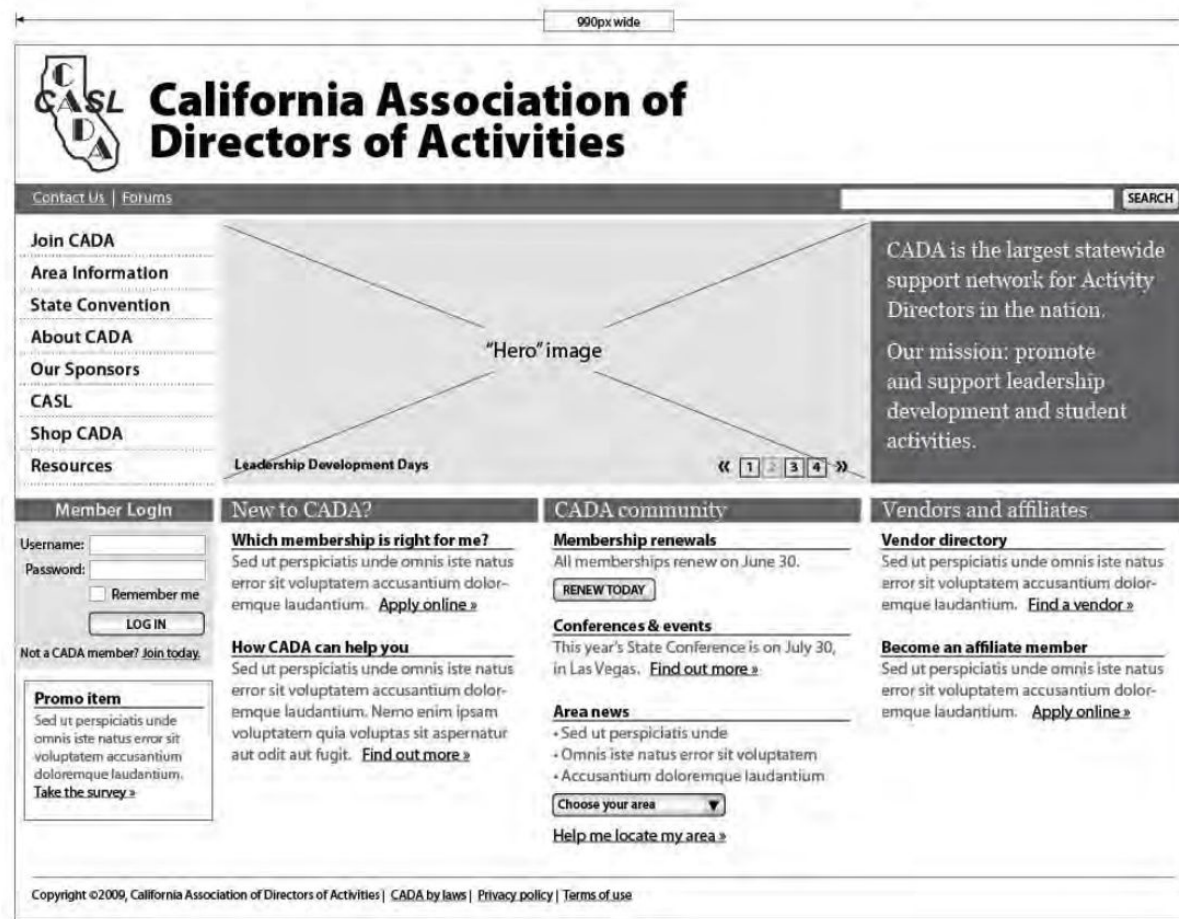 990px wide
C
CASL
D
A
California Association of
Directors of Activities
Contact Us | Forums
SEARCH
Join CADA
Area Information
State Convention
About CADA
Our Sponsors
CASL
Shop CADA
Resources
"Hero" image
Leadership Development Days
« 1 2 3 4 »
CADA is the largest statewide
support network for Activity
Directors in the nation.
Our mission: promote
and support leadership
development and student
activities.
Member LogIn
Username:
Password:
Remember me
LOG IN
Not a CADA member? Join today.
Promo item
Sed ut perspiciatis unde
omnis iste natus error sit
voluptatem accusantium
doloremque laudantium.
Take the survey »
New to CADA?
Which membership is right for me?
Sed ut perspiciatis unde omnis iste natus
error sit voluptatem accusantium dolor-
emque laudantium. Apply online »
How CADA can help you
Sed ut perspiciatis unde omnis iste natus
error sit voluptatem accusantium dolor-
emque laudantium. Nemo enim ipsam
voluptatem quia voluptas sit aspernatur
aut odit aut fugit. Find out more »
CADA community
Membership renewals
All memberships renew on June 30.
RENEW TODAY
Conferences & events
This year's State Conference is on July 30,
in Las Vegas. Find out more »
Area news
• Sed ut perspiciatis unde
• Omnis iste natus error sit voluptatem
• Accusantium doloremque laudantium
Choose your area ▼
Help me locate my area »
Vendors and affiliates
Vendor directory
Sed ut perspiciatis unde omnis iste natus
error sit voluptatem accusantium dolor-
emque laudantium. Find a vendor »
Become an affiliate member
Sed ut perspiciatis unde omnis iste natus
error sit voluptatem accusantium dolor-
emque laudantium. Apply online »
Copyright ©2009, California Association of Directors of Activities | CADA by laws | Privacy policy | Terms of use